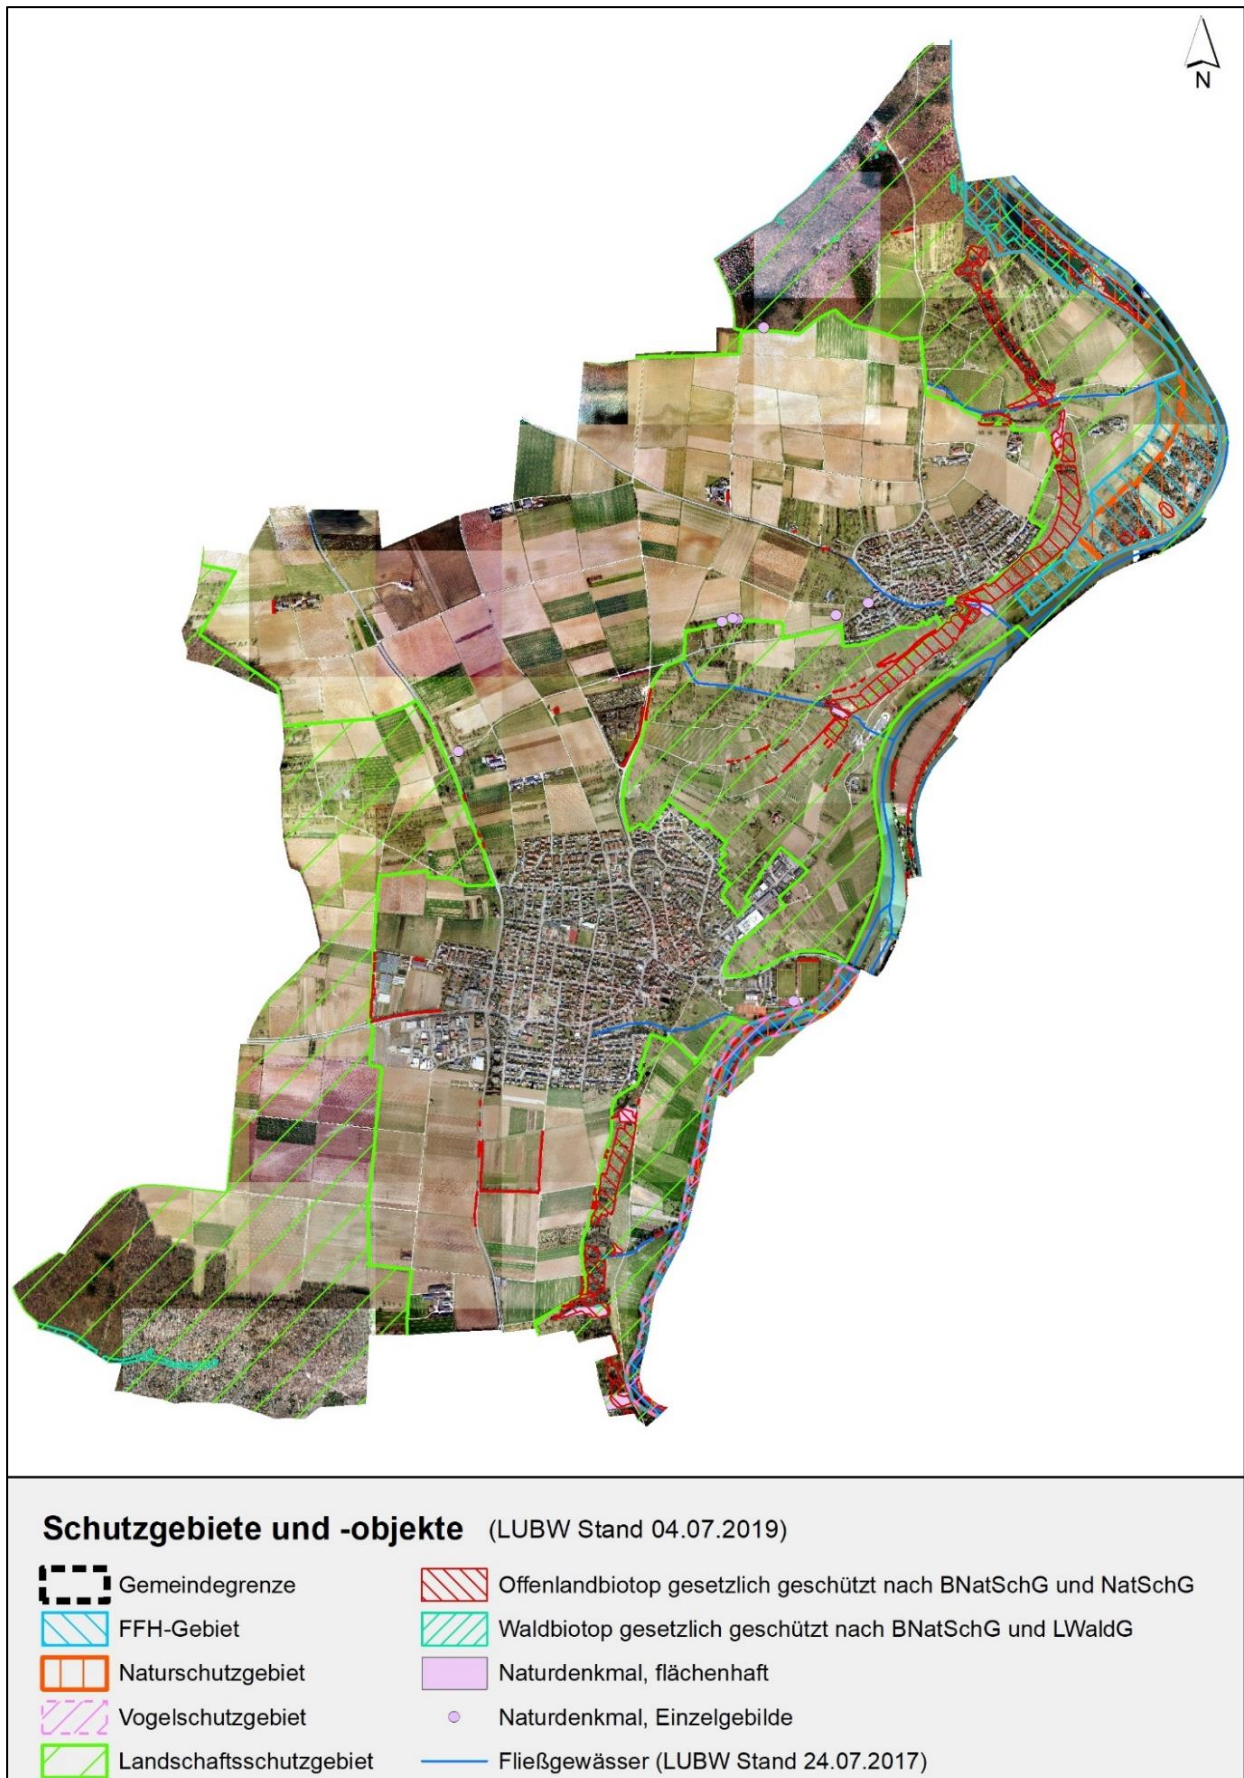 N
Schutzgebiete und -objekte (LUBW Stand 04.07.2019)
Gemeindegrenze
FFH-Gebiet
Naturschutzgebiet
Vogelschutzgebiet
Landschaftsschutzgebiet
Offenlandbiotop gesetzlich geschützt nach BNatSchG und NatSchG
Waldbiotop gesetzlich geschützt nach BNatSchG und LWaldG
Naturdenkmal, flächenhaft
Naturdenkmal, Einzelgebilde
Fließgewässer (LUBW Stand 24.07.2017)